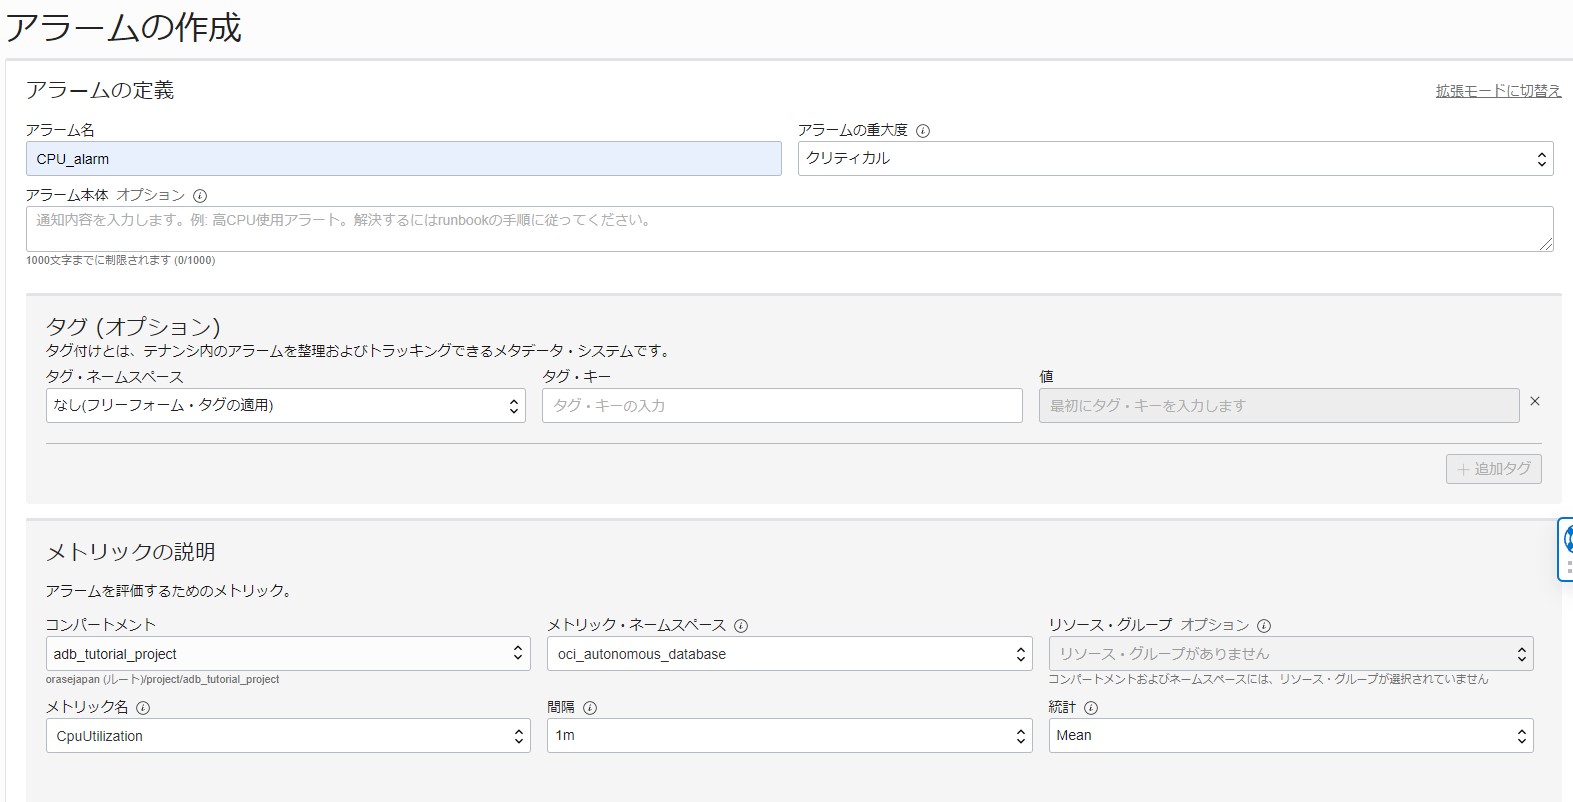 アラームの作成
アラームの定義
拡張モードに切替え
アラーム名
アラームの重大度
CPU_alarm
クリティカル
アラーム本体 オプション
通知内容を入力します。例: 高CPU使用アラート。解決するにはrunbookの手順に従ってください。
1000文字までに制限されます (0/1000)
タグ (オプション)
タグ付けとは、テナンシ内のアラームを整理およびトラッキングできるメタデータ・システムです。
タグ・ネームスペース
タグ・キー
値
なし(フリーフォーム・タグの適用)
タグ・キーの入力
最初にタグ・キーを入力します
×
+ 追加タグ
メトリックの説明
アラームを評価するためのメトリック。
コンパートメント
メトリック・ネームスペース
リソース・グループ オプション
adb_tutorial_project
oci_autonomous_database
リソース・グループがありません
orasejapan (ルート)/project/adb_tutorial_project
コンパートメントおよびネームスペースには、リソース・グループが選択されていません
メトリック名
間隔
統計
CpuUtilization
1m
Mean